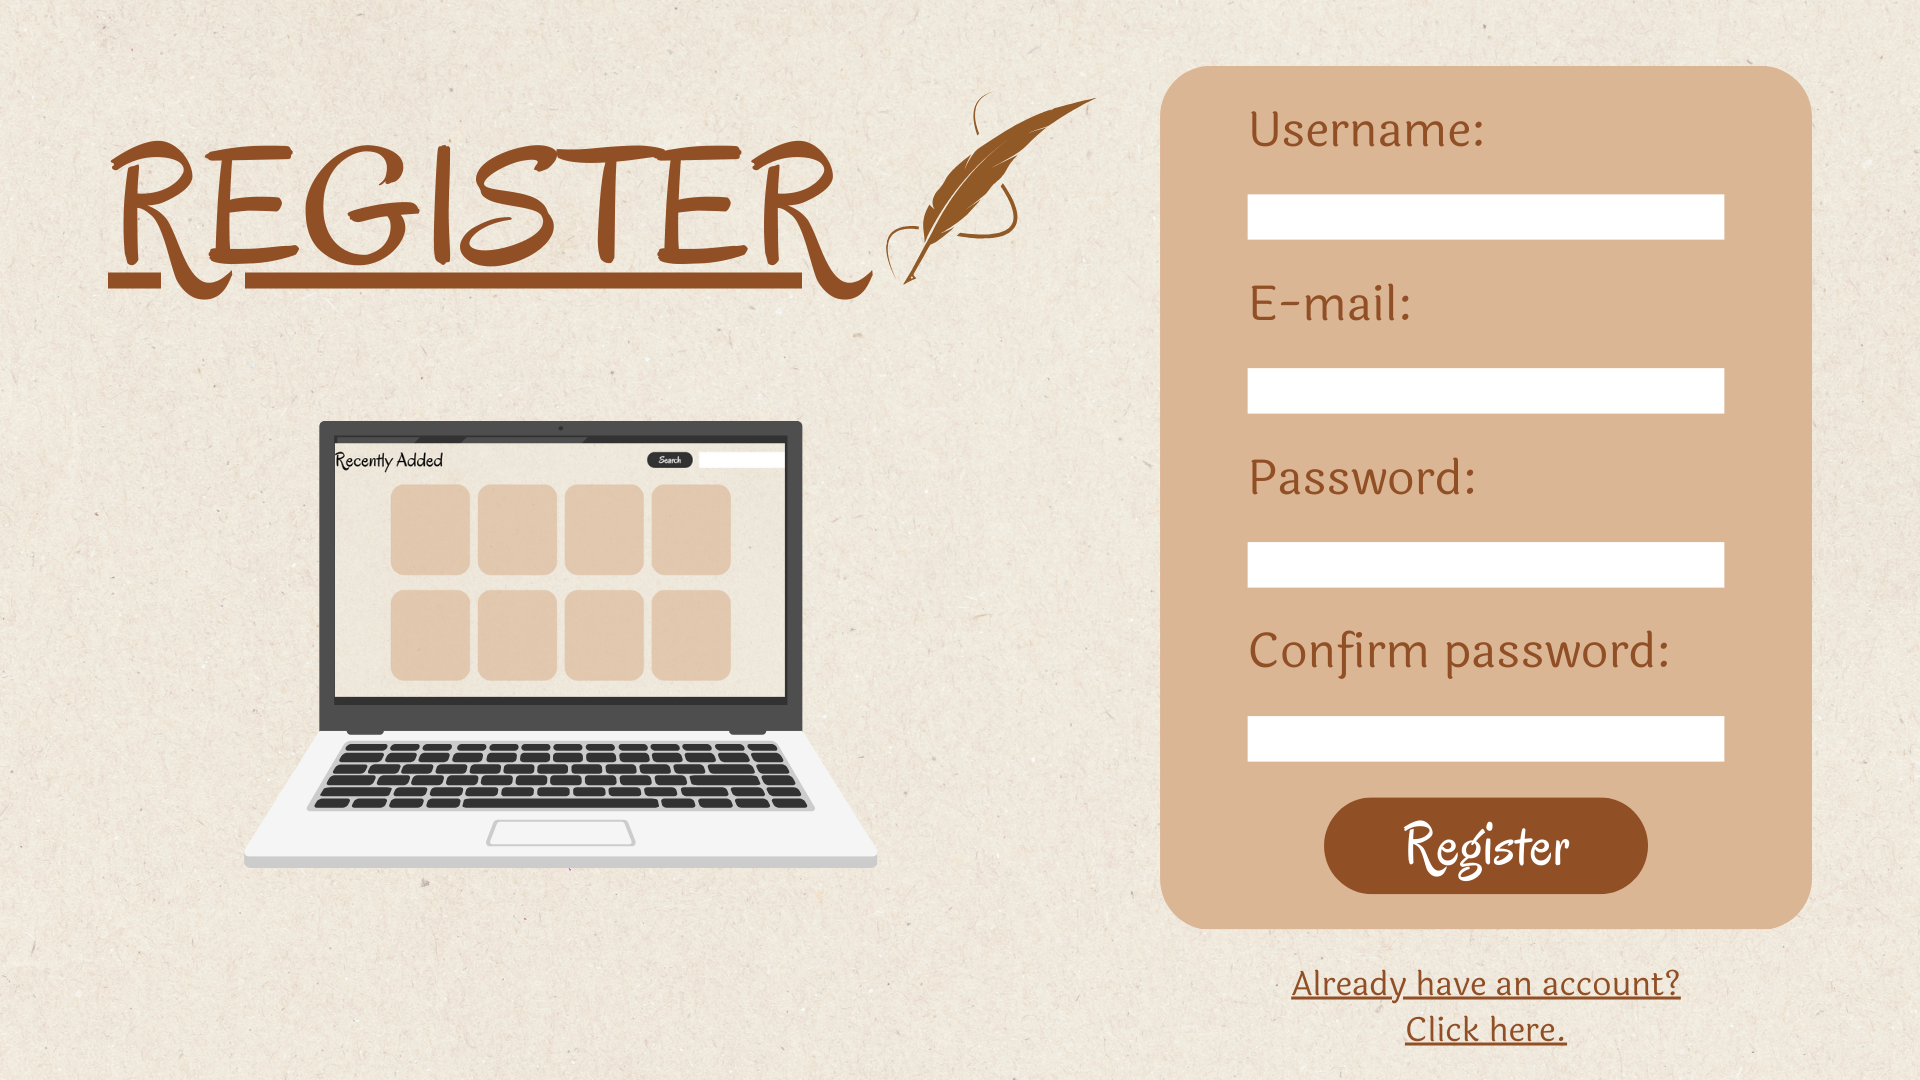 REGISTER
Recently Added
Search
Username:
E-mail:
Password:
Confirm password:
Register
Already have an account?
Click here.